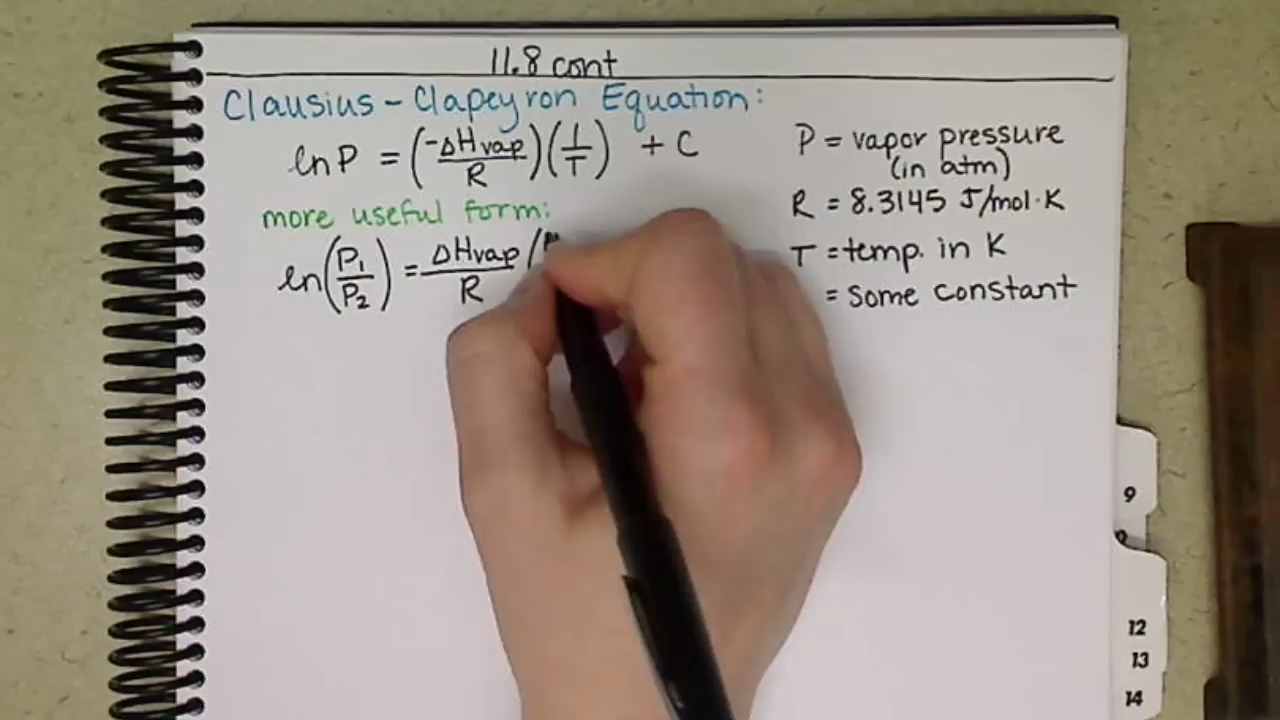 11.8 cont
Clausius-Clapeyron Equation:
ln P = (-ΔHvap/R)(1/T) + C
P = vapor pressure
(in atm)
R = 8.3145 J/mol·K
more useful form:
T = temp. in K
ln(P₁/P₂) = ΔHvap/R (
= some constant
9
12
13
14